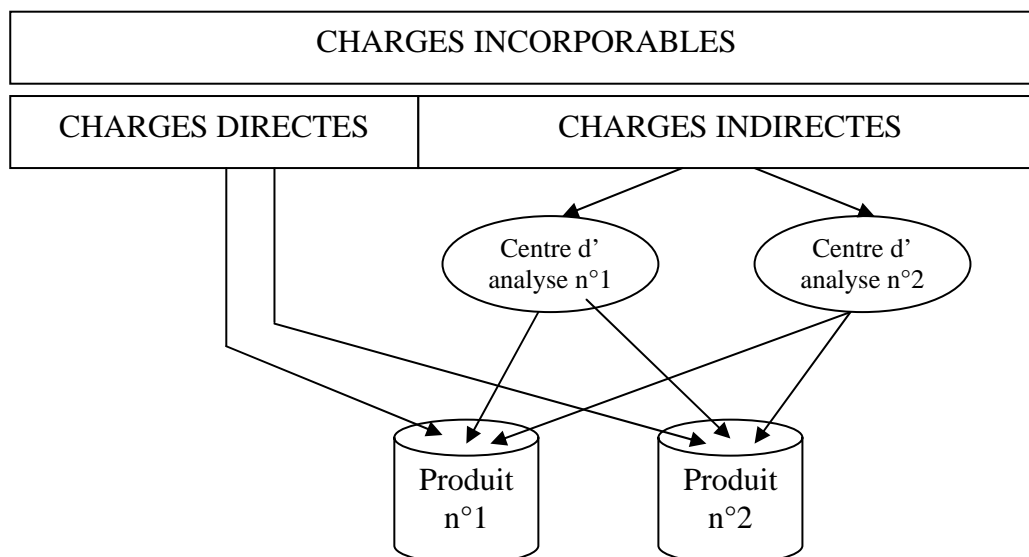 CHARGES INCORPORABLES
CHARGES DIRECTES
CHARGES INDIRECTES
Centre d’
analyse n°1
Centre d’
analyse n°2
Produit
n°1
Produit
n°2